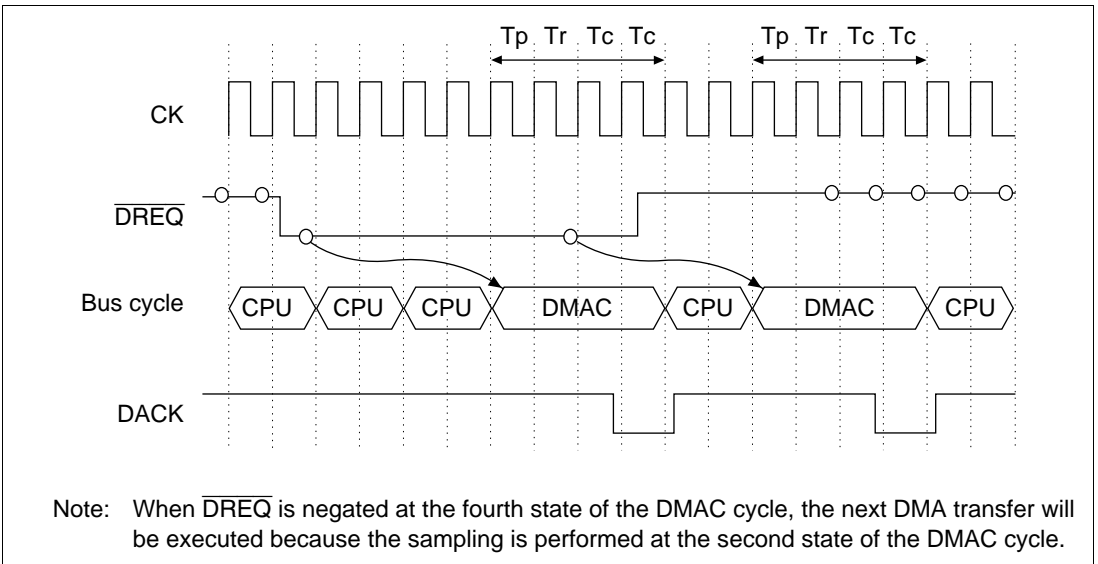 Tp Tr Tc Tc Tp Tr Tc Tc
CK
DREQ
Bus cycle CPU CPU CPU DMAC CPU DMAC CPU
DACK
Note: When DREQ is negated at the fourth state of the DMAC cycle, the next DMA transfer will
be executed because the sampling is performed at the second state of the DMAC cycle.